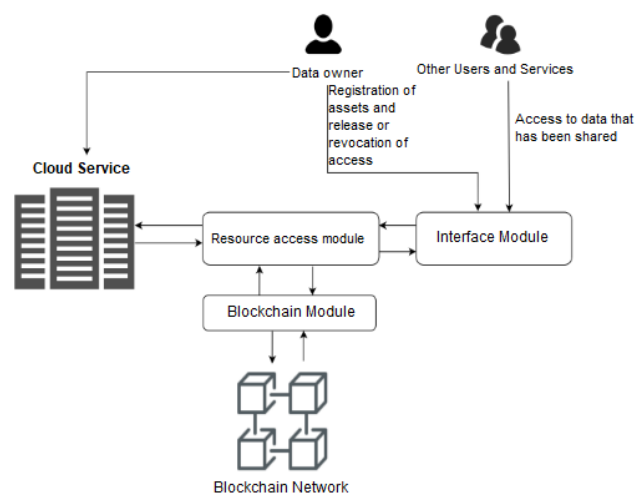 Data owner
Other Users and Services
Registration of
assets and
release or
revocation of
access
Access to data that
has been shared
Cloud Service
Resource access module
Interface Module
Blockchain Module
Blockchain Network